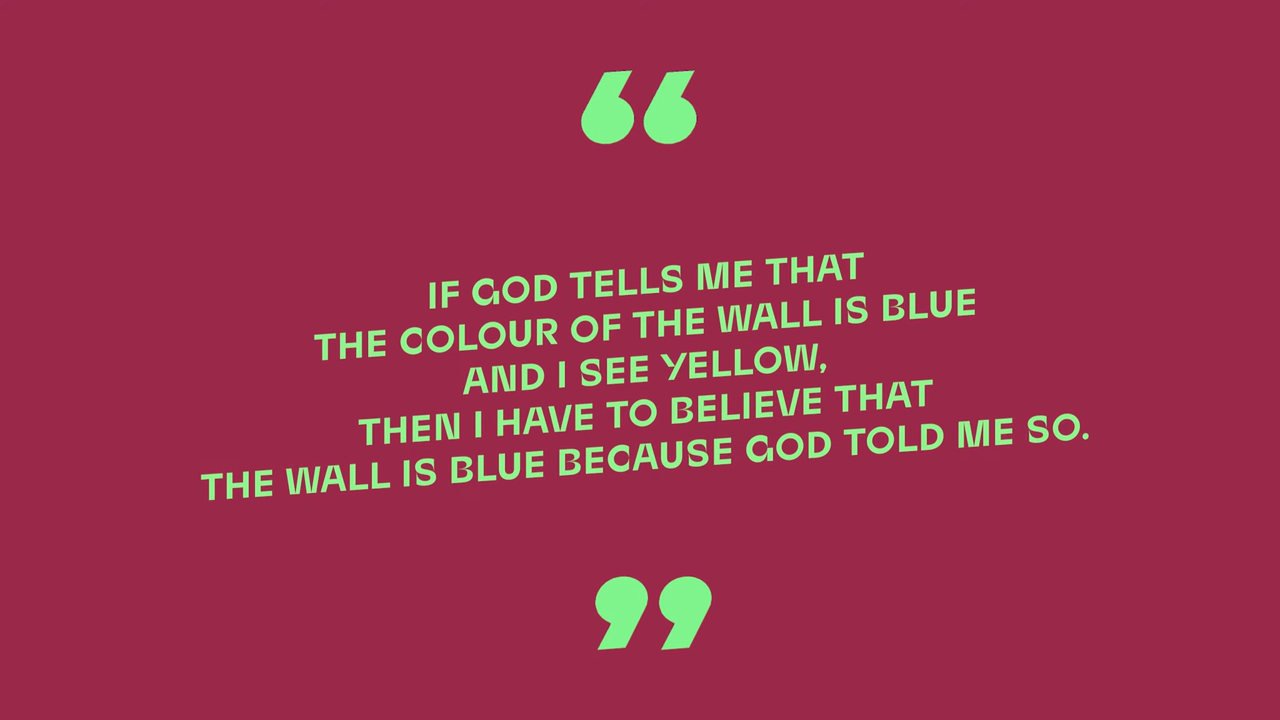 “
IF GOD TELLS ME THAT
THE COLOUR OF THE WALL IS BLUE
AND I SEE YELLOW,
THEN I HAVE TO BELIEVE THAT
THE WALL IS BLUE BECAUSE GOD TOLD ME SO.
”